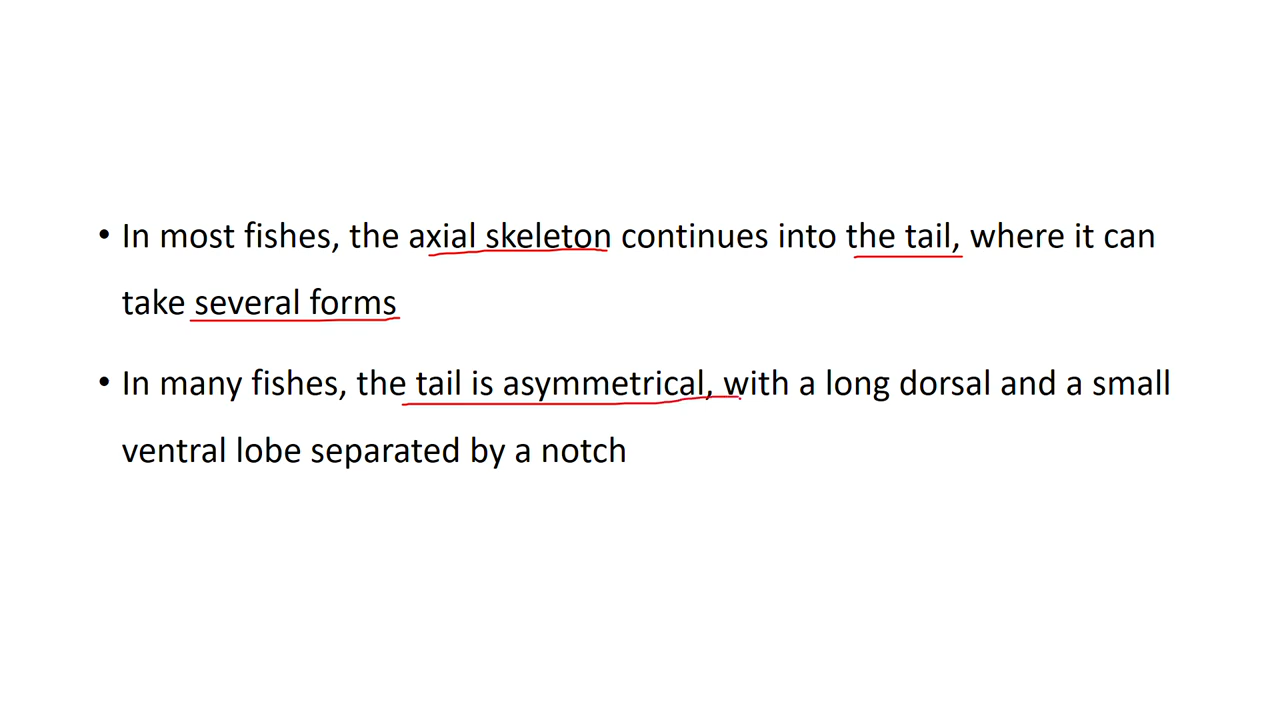 • In most fishes, the axial skeleton continues into the tail, where it can
take several forms
• In many fishes, the tail is asymmetrical, with a long dorsal and a small
ventral lobe separated by a notch